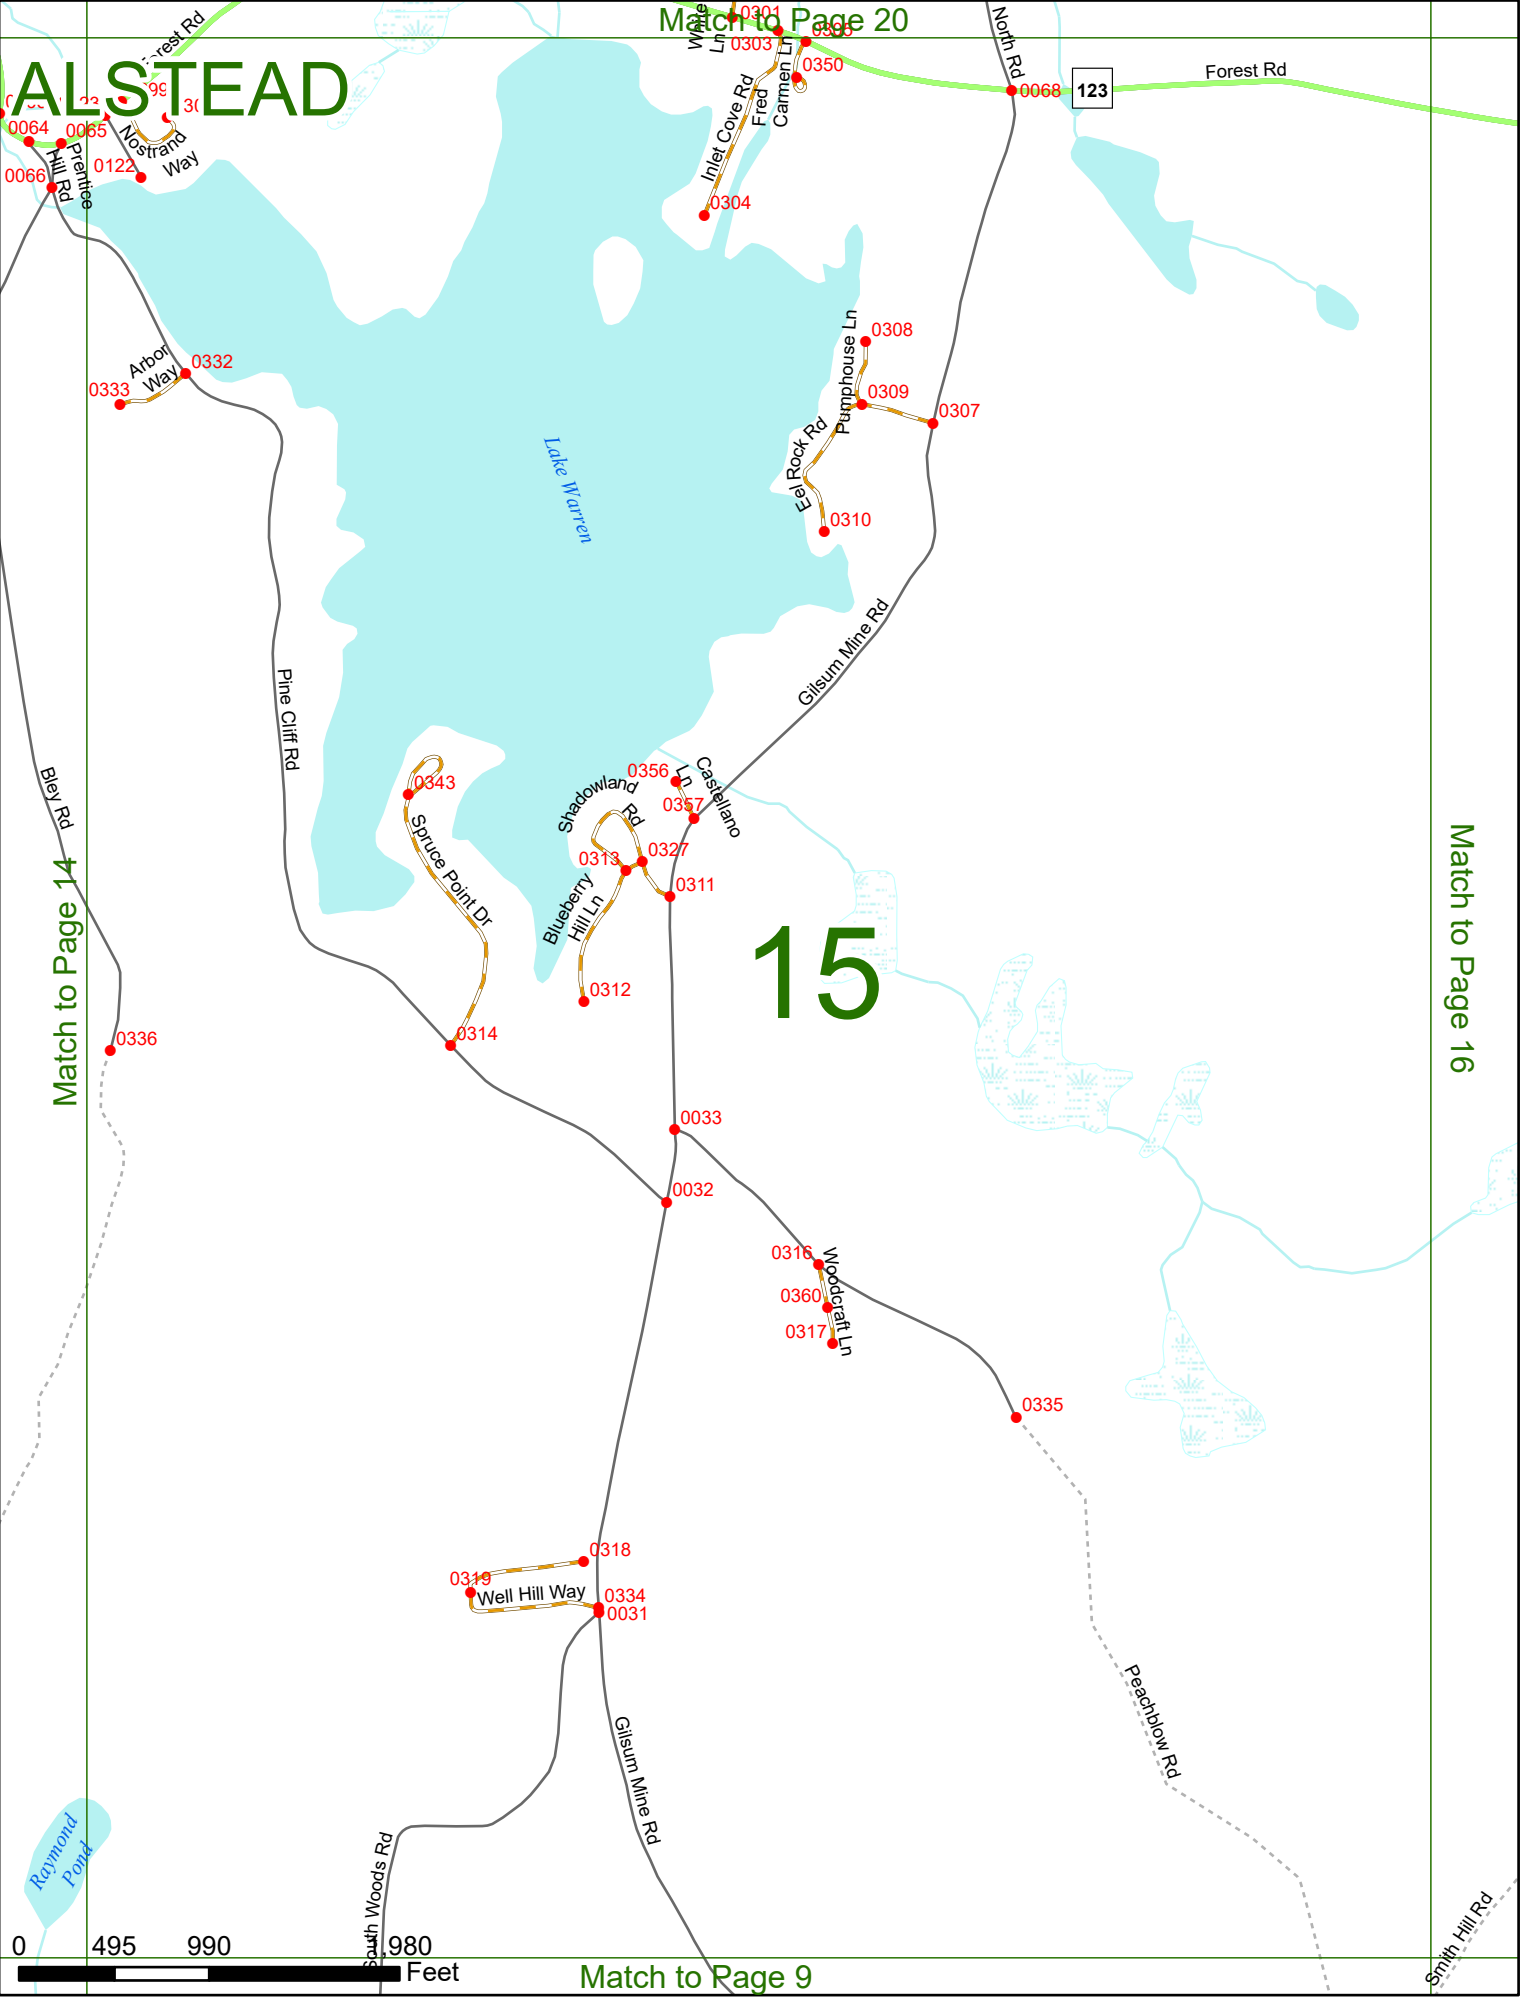 Match to Page 20
ALSTEAD
Forest Rd
White
Ln
0301
0303
0350
Fred
Carmen Ln
Inlet Cove Rd
0304
North Rd
0068
123
Forest Rd
0064
0065
0066
Hill Rd
Prentice
0122
Nostrand
Way
Arbor
Way
0332
0333
Pumphouse Ln
0308
0309
0307
Eel Rock Rd
0310
Lake Warren
Gilsum Mine Rd
Pine Cliff Rd
Bley Rd
0343
Spruce Point Dr
Shadowland
Rd
0356
Castellano
Ln
0357
0327
0313
0311
Blueberry
Hill Ln
0312
0314
15
Match to Page 14
Match to Page 16
0336
0033
0032
0316
Woodcraft Ln
0360
0317
0335
0318
0319
Well Hill Way
0334
0031
Gilsum Mine Rd
Peachblow Rd
South Woods Rd
Smith Hill Rd
Raymond
Pond
0 495 990 1,980
Feet
Match to Page 9